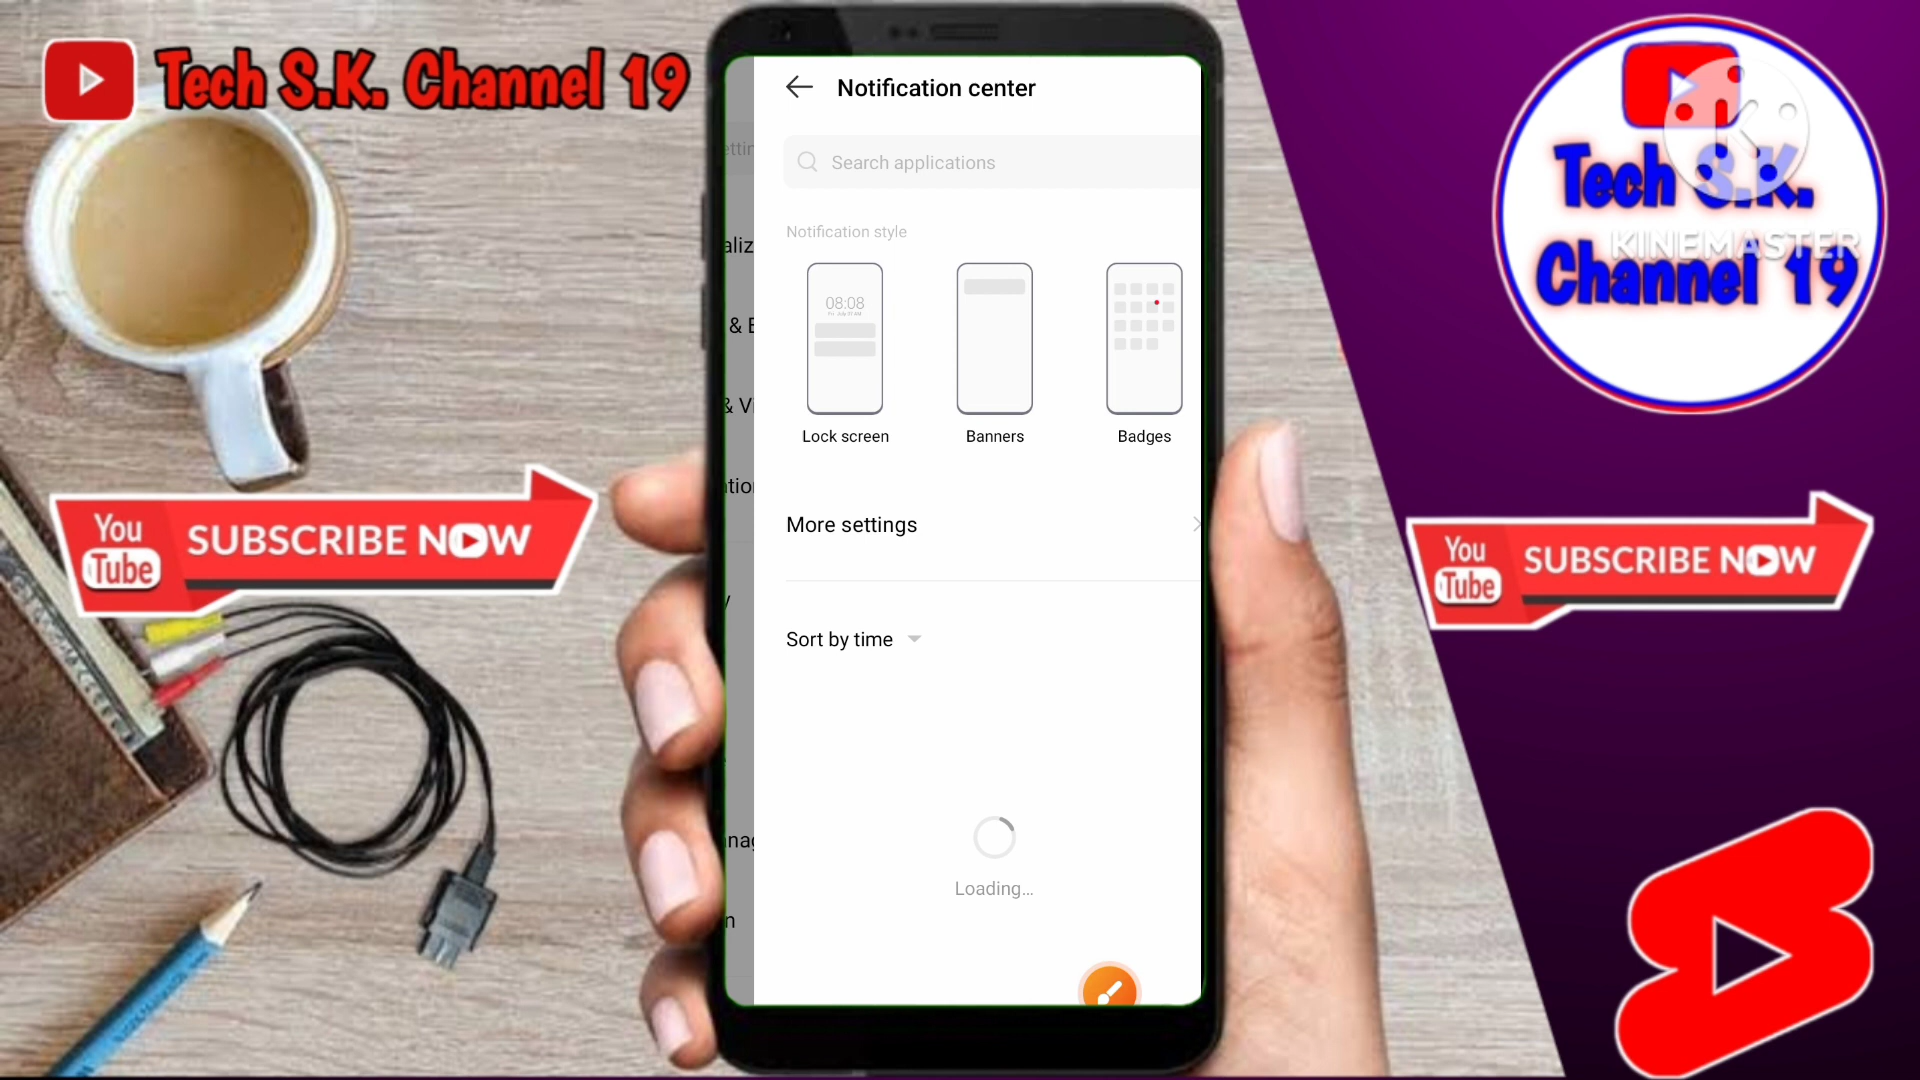 Tech S.K. Channel 19
Notification center
Search applications
Notification style
08:08
Lock screen
Banners
Badges
More settings
Sort by time
Loading...
You
Tube
SUBSCRIBE NOW
Tech S.K.
KINEMASTER
Channel 19
You
Tube
SUBSCRIBE NOW